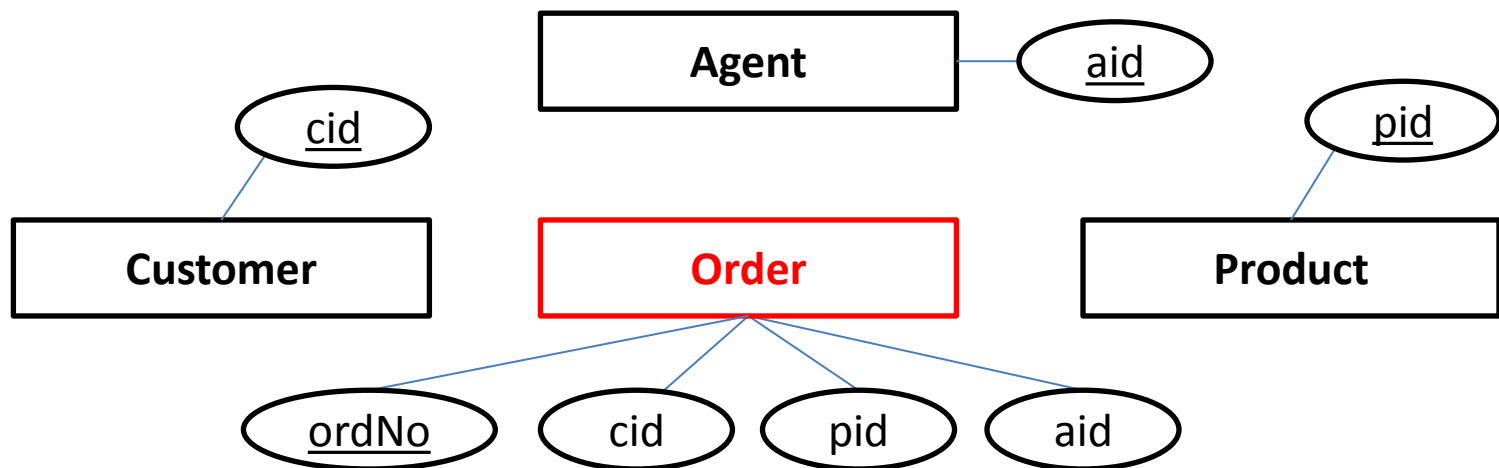 Agent
aid
cid
pid
Customer
Order
Product
ordNo
cid
pid
aid